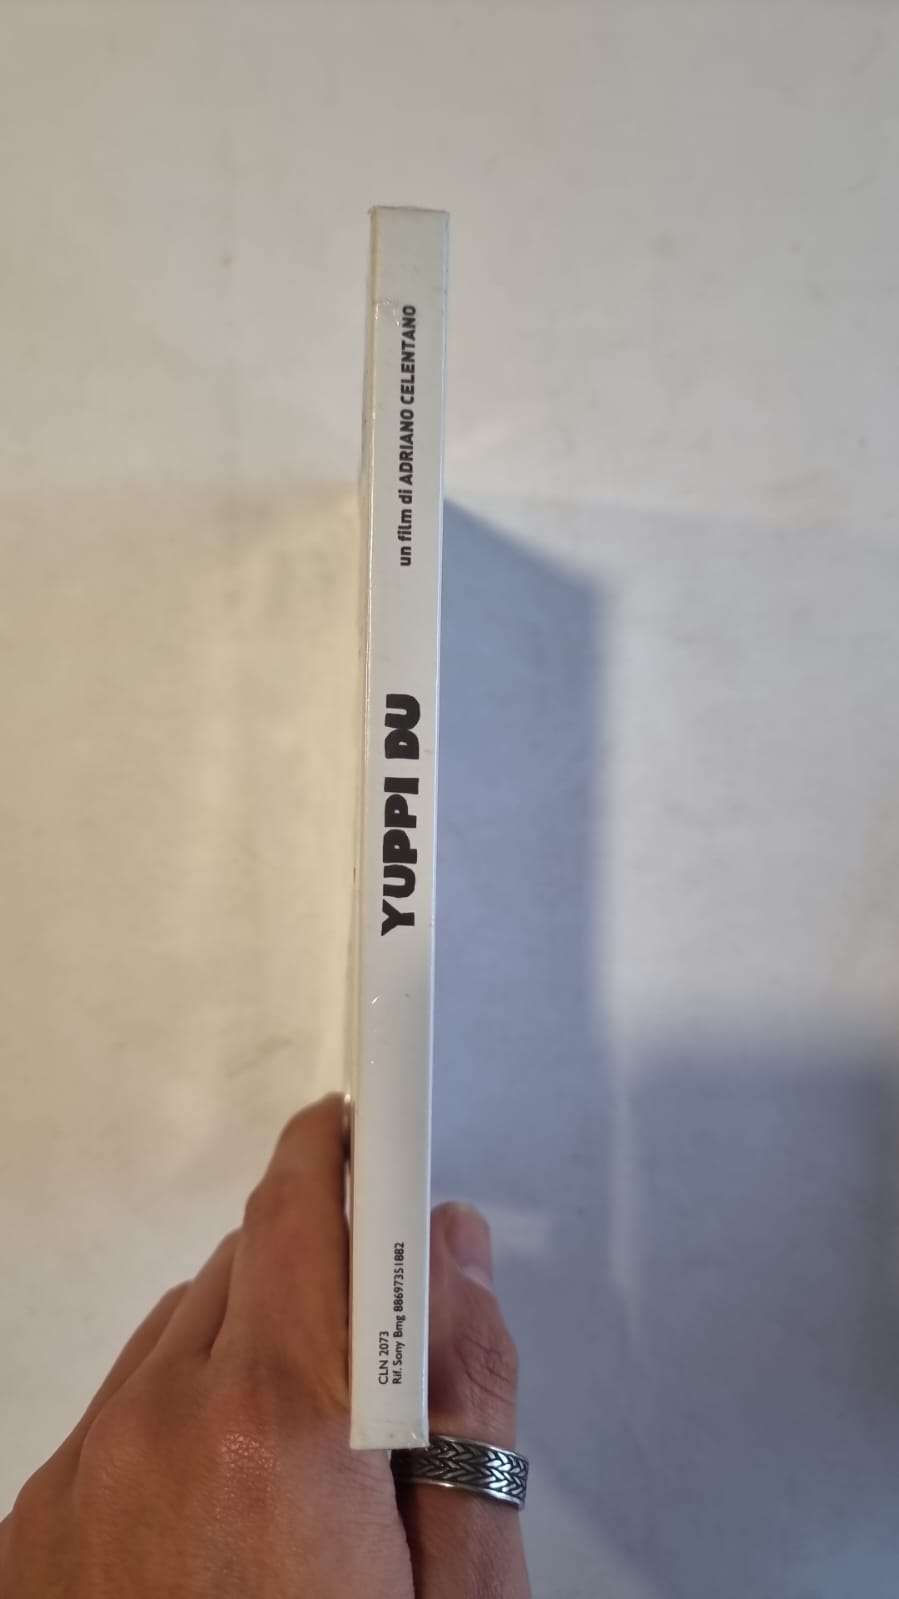 un film di ADRIANO CELENTANO
YUPPI DU
CLN 2073
Rif. Sony Bmg 88697351882